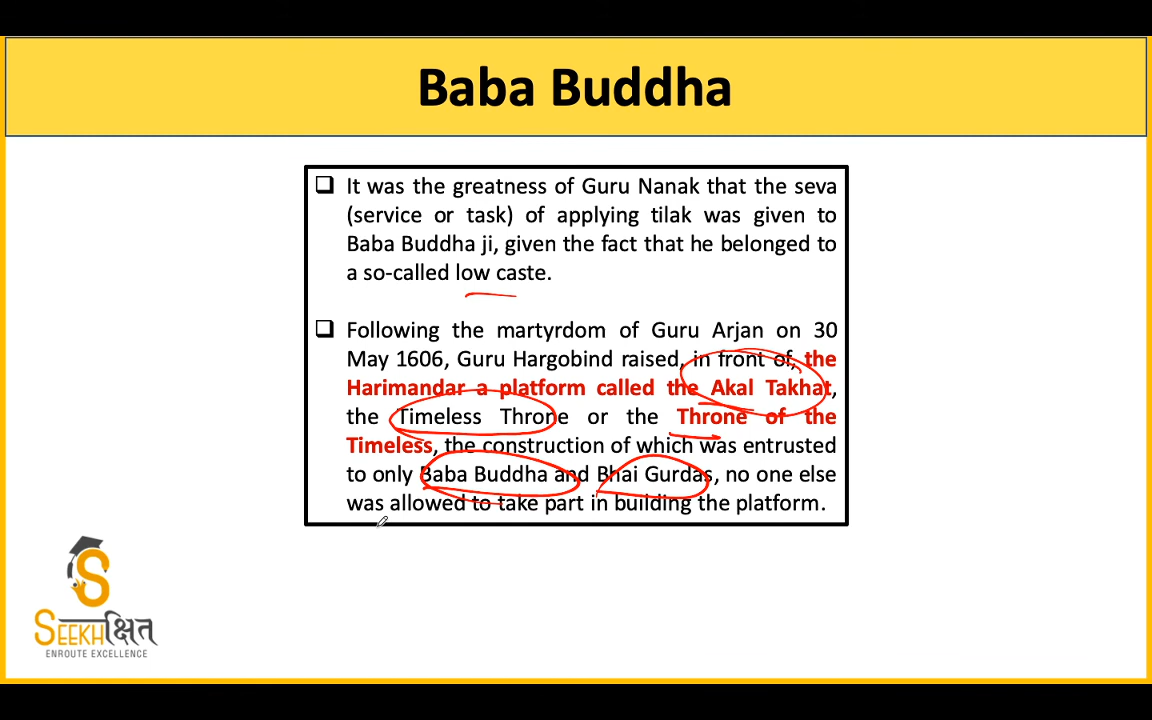 Baba Buddha
❑ It was the greatness of Guru Nanak that the seva
(service or task) of applying tilak was given to
Baba Buddha ji, given the fact that he belonged to
a so-called low caste.
❑ Following the martyrdom of Guru Arjan on 30
May 1606, Guru Hargobind raised, in front of, the
Harimandar a platform called the Akal Takhat,
the Timeless Throne or the Throne of the
Timeless, the construction of which was entrusted
to only Baba Buddha and Bhai Gurdas, no one else
was allowed to take part in building the platform.
S
SEEKHक्षित
ENROUTE EXCELLENCE